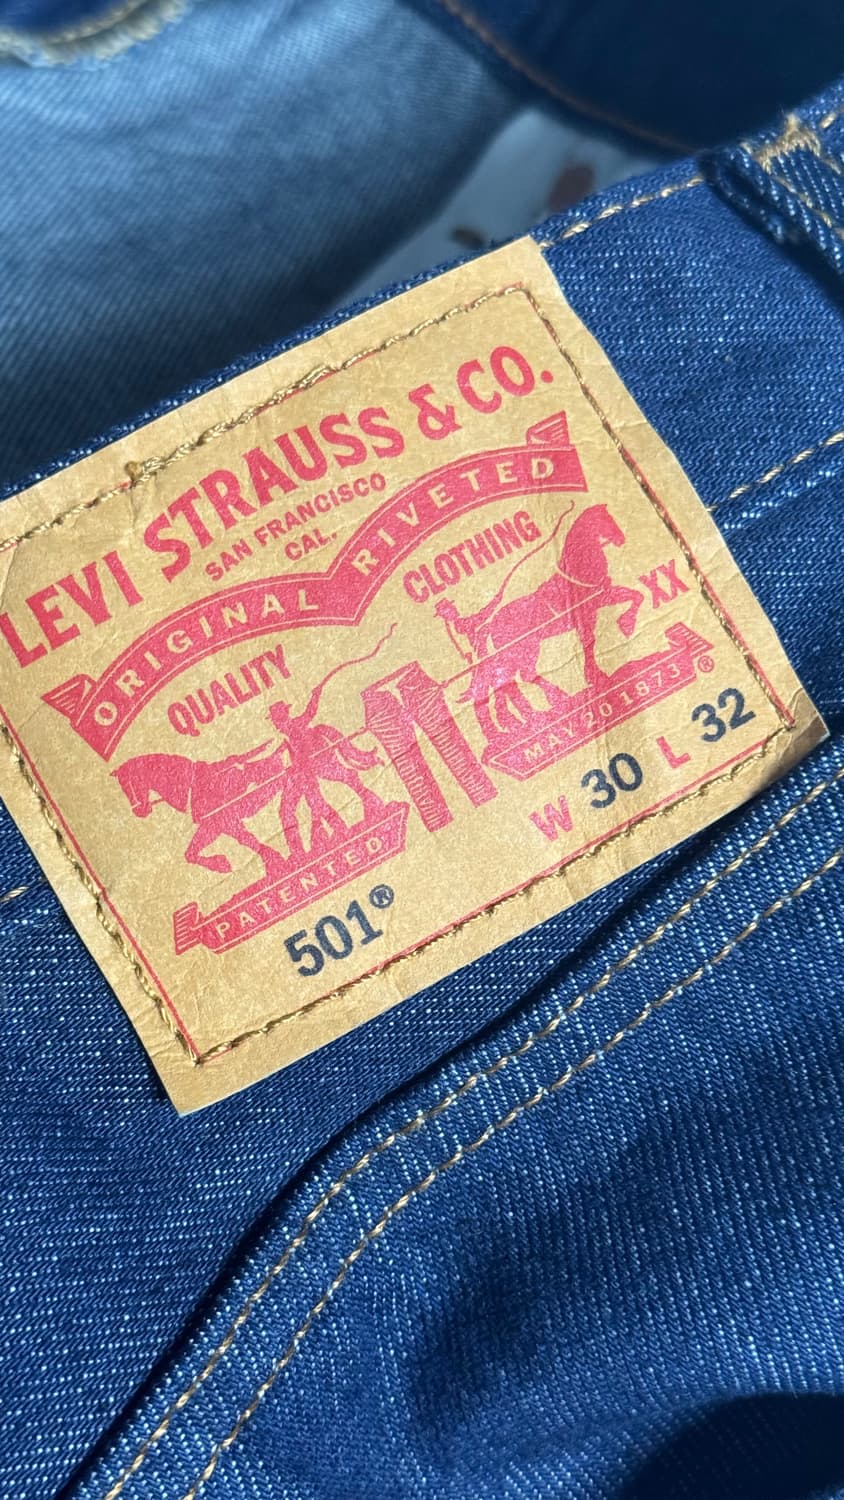 LEVI STRAUSS & CO.
SAN FRANCISCO
CAL.
ORIGINAL RIVETED
QUALITY CLOTHING
XX
MAY 20 1873 ®
PATENTED
501® W 30 L 32